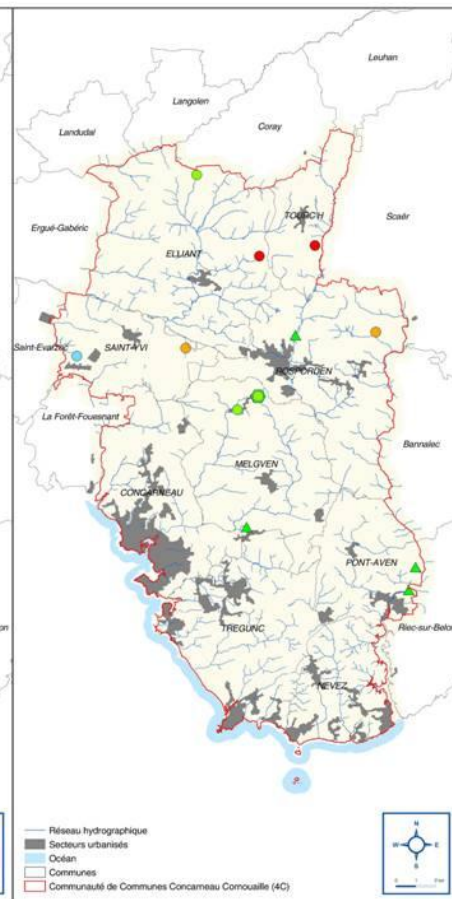 Leuhan
Langolen
Landudal
Coray
TOURC'H
Ergué-Gabéric
Scaër
ELLIANT
Saint-Evarzec
SAINT-YVI
ROSPORDEN
La Forêt-Fouesnant
Bannalec
MELGVEN
CONCARNEAU
PONT-AVEN
TREGUNC
Riec-sur-Belon
NEVEZ
Réseau hydrographique
Secteurs urbanisés
Océan
Communes
Communauté de Communes Concarneau Cornouaille (4C)
N
W E
S